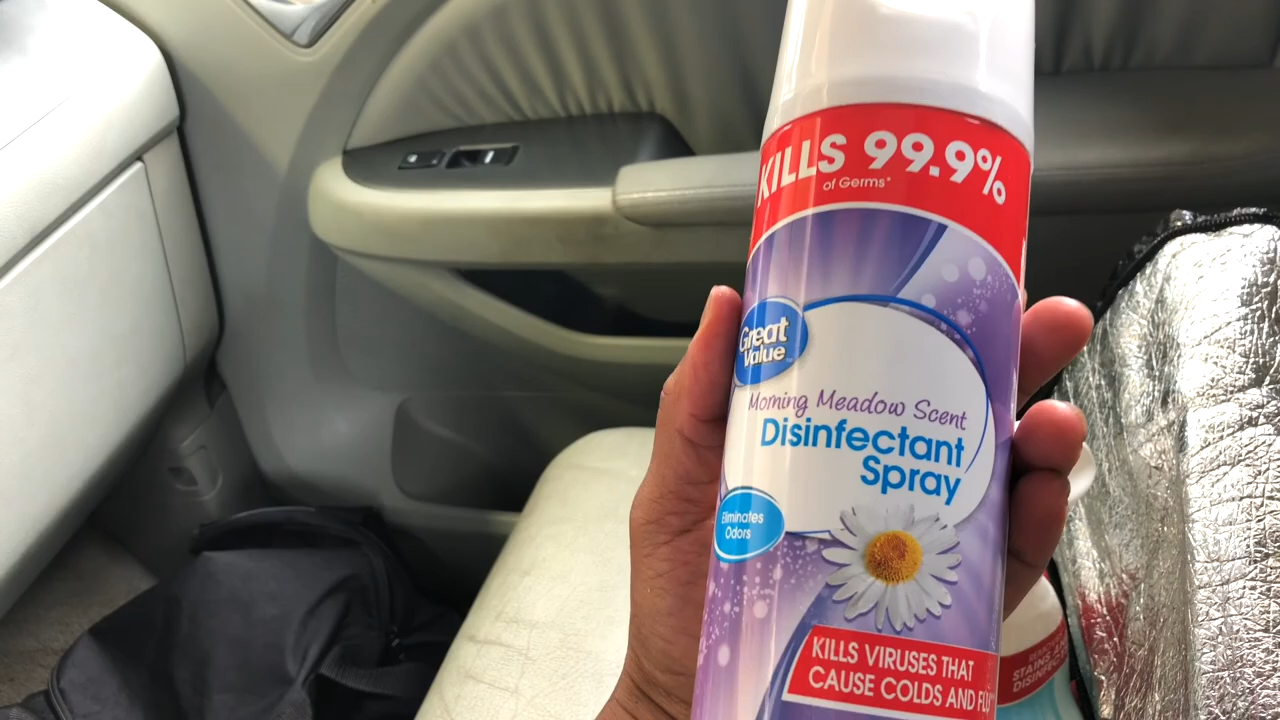 KILLS 99.9%
of Germs*
Great
Value
Morning Meadow Scent
Disinfectant
Spray
Eliminates
Odors
KILLS VIRUSES THAT
CAUSE COLDS AND FLU
STAINS